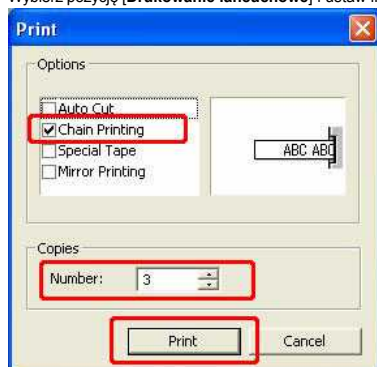 Wybierz pozycję [Drukowanie łańcuchowe] i ustaw li
Print
Options
Auto Cut
Chain Printing
Special Tape
Mirror Printing
ABC ABC
Copies
Number: 3
Print Cancel